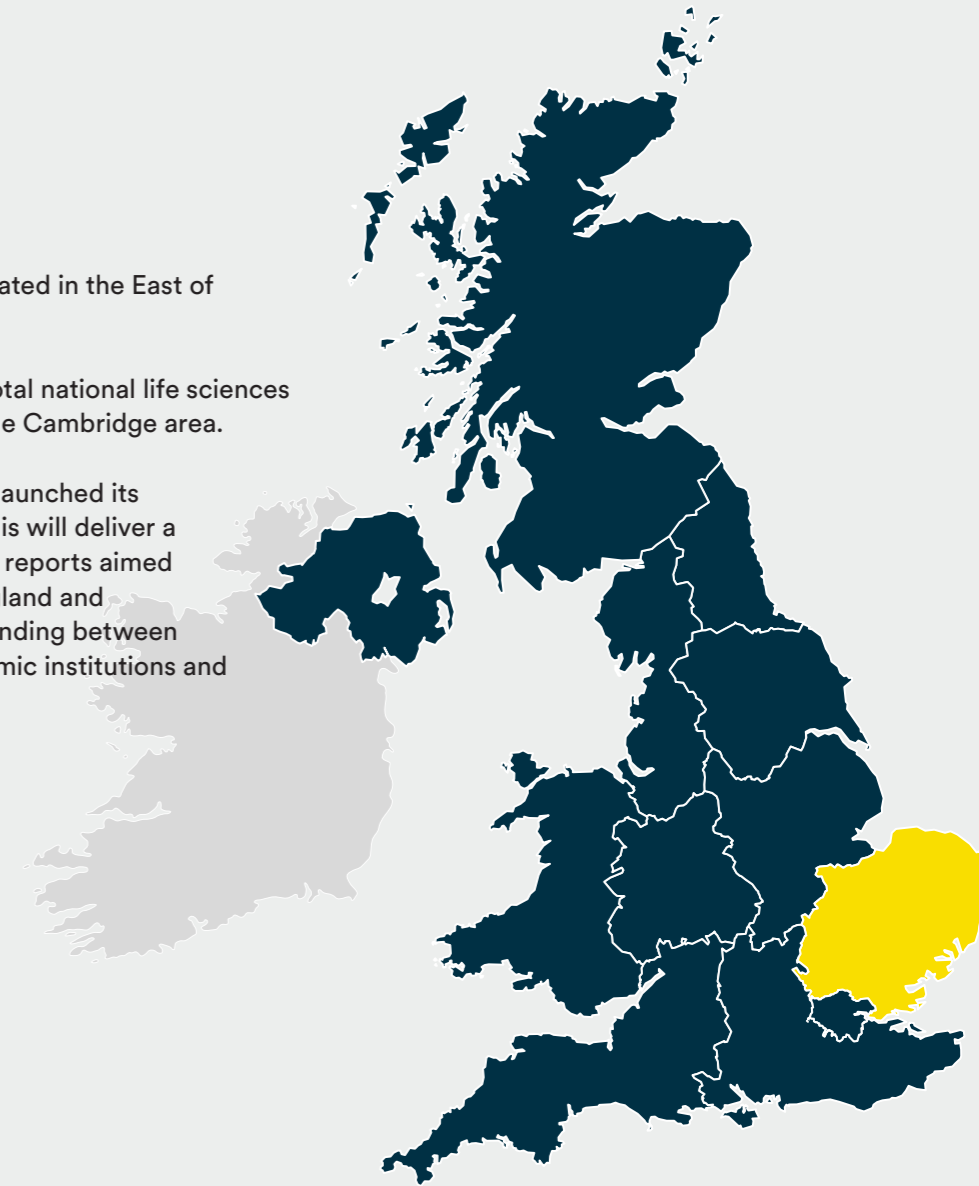 ated in the East of
otal national life sciences
e Cambridge area.
aunched its
is will deliver a
reports aimed
land and
nding between
mic institutions and